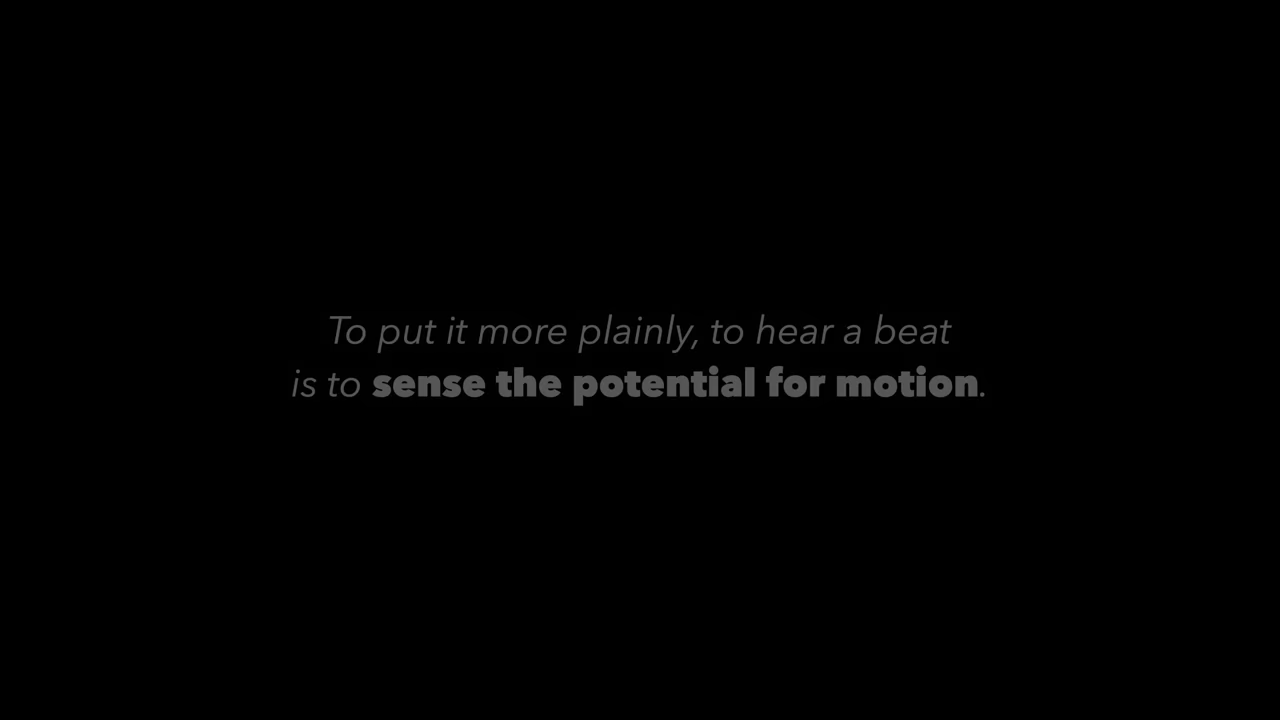 To put it more plainly, to hear a beat
is to sense the potential for motion.